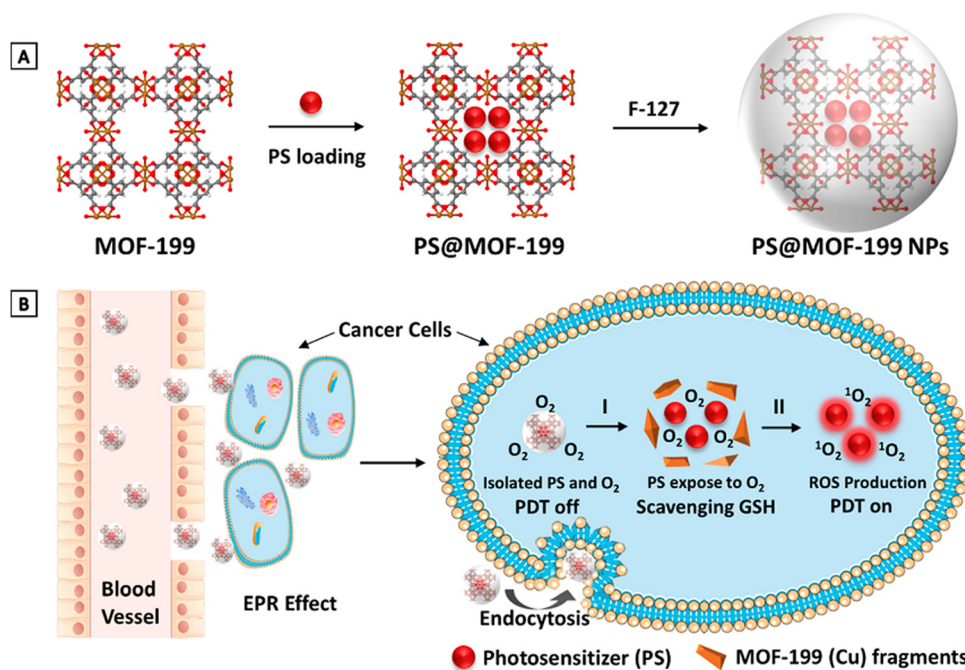 A
PS loading
F-127
MOF-199
PS@MOF-199
PS@MOF-199 NPs
B
Cancer Cells
Blood
Vessel
EPR Effect
O2
O2
O2
I
O2
O2
O2
II
1O2
1O2
1O2
Isolated PS and O2
PDT off
PS expose to O2
Scavenging GSH
ROS Production
PDT on
Endocytosis
Photosensitizer (PS)
MOF-199 (Cu) fragments